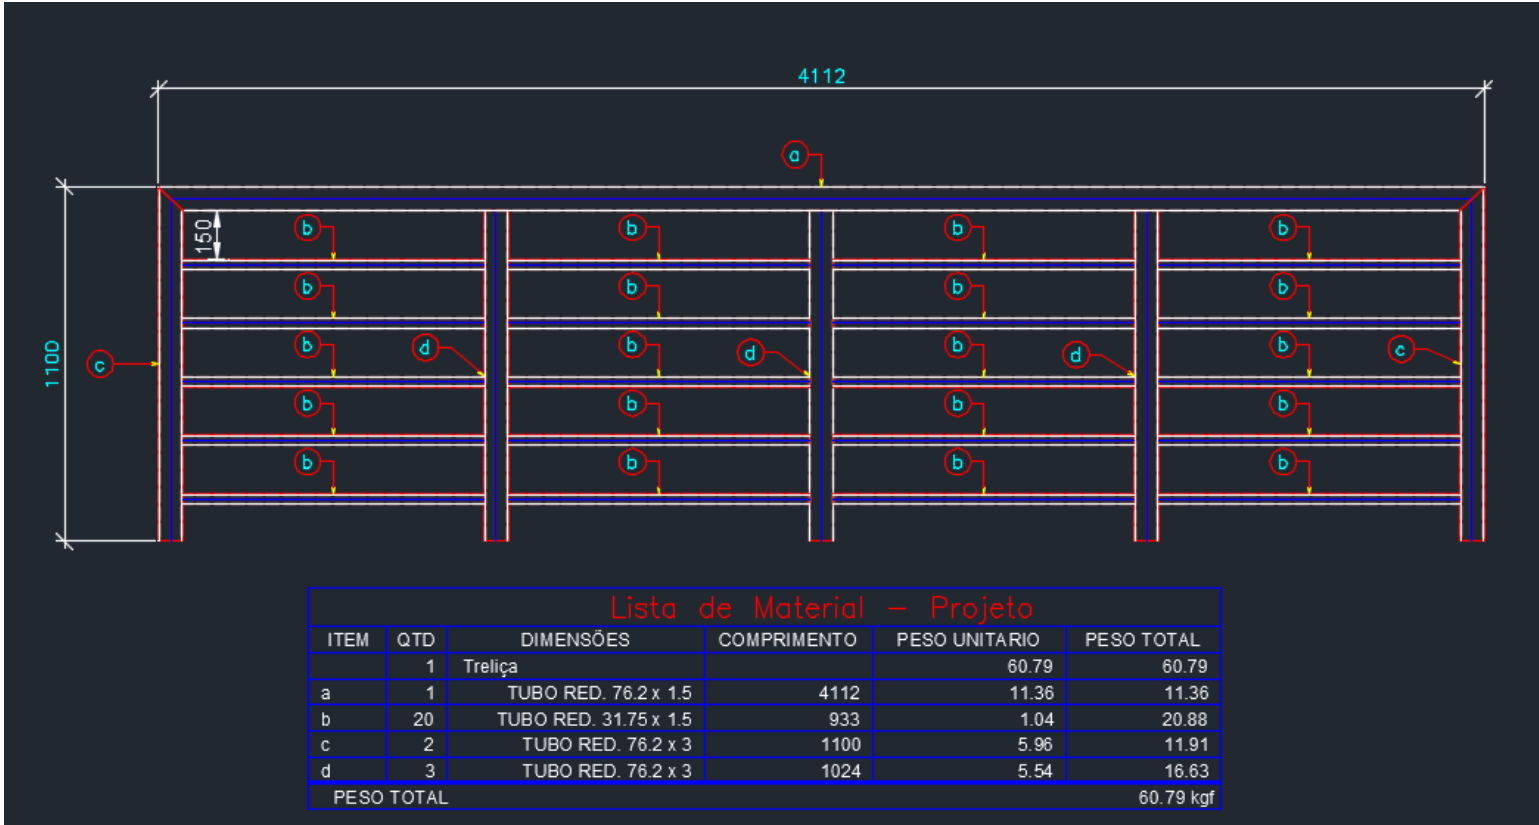 4112
a
150
b b b b
b b b b
1100
c
b d b d b d b c
b b b b
b b b b
Lista de Material - Projeto
ITEM QTD DIMENSÕES COMPRIMENTO PESO UNITARIO PESO TOTAL
1 Treliça 60.79 60.79
a 1 TUBO RED. 76.2 x 1.5 4112 11.36 11.36
b 20 TUBO RED. 31.75 x 1.5 933 1.04 20.88
c 2 TUBO RED. 76.2 x 3 1100 5.96 11.91
d 3 TUBO RED. 76.2 x 3 1024 5.54 16.63
PESO TOTAL 60.79 kgf